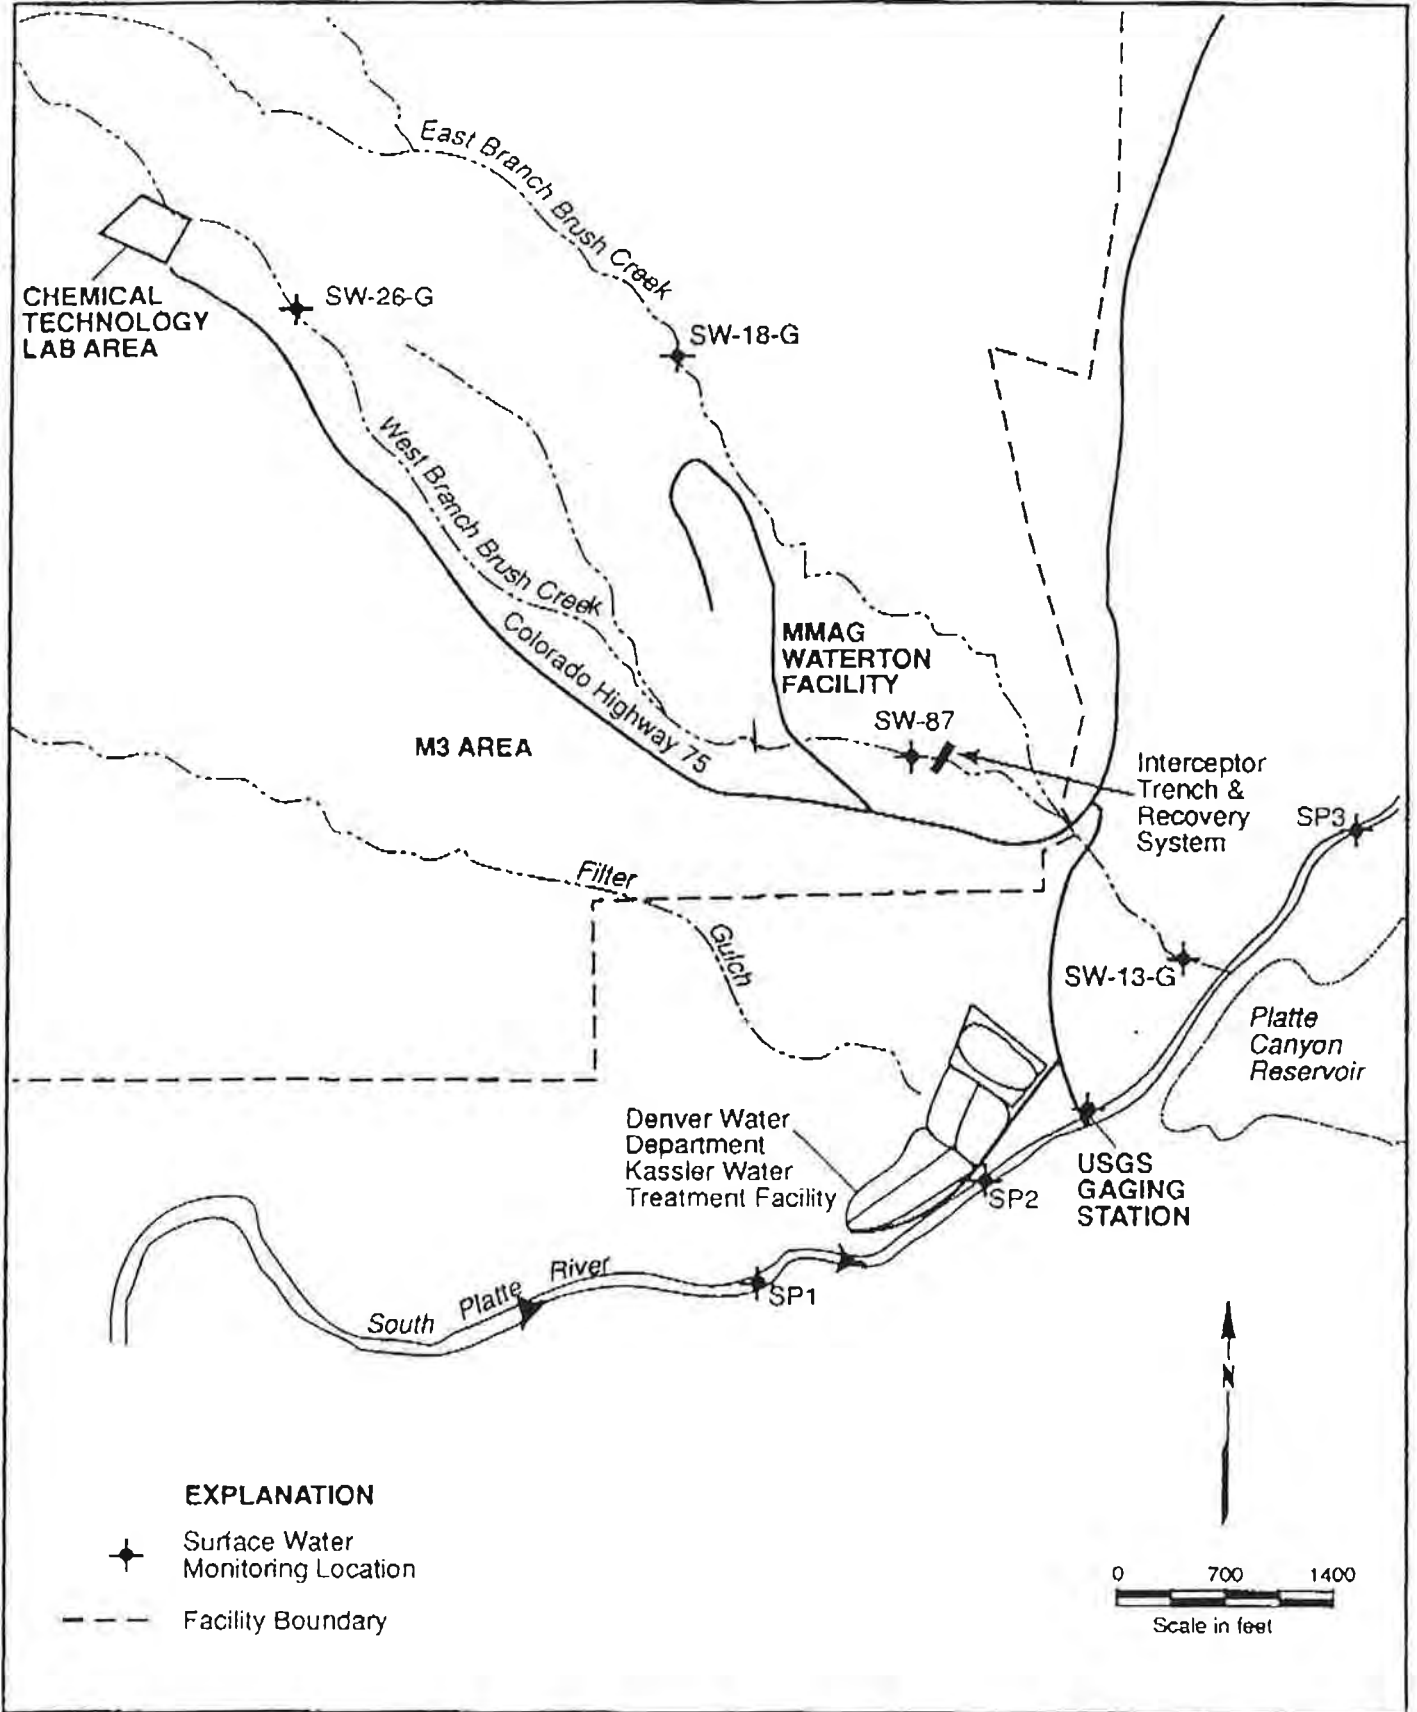 East Branch Brush Creek
CHEMICAL
TECHNOLOGY
LAB AREA
SW-26-G
SW-18-G
West Branch Brush Creek
Colorado Highway 75
MMAG
WATERTON
FACILITY
SW-87
M3 AREA
Interceptor
Trench &
Recovery
System
SP3
Filter
Gulch
SW-13-G
Platte
Canyon
Reservoir
Denver Water
Department
Kassler Water
Treatment Facility
USGS
GAGING
STATION
SP2
SP1
South Platte River
N
EXPLANATION
Surface Water
Monitoring Location
Facility Boundary
0 700 1400
Scale in feet